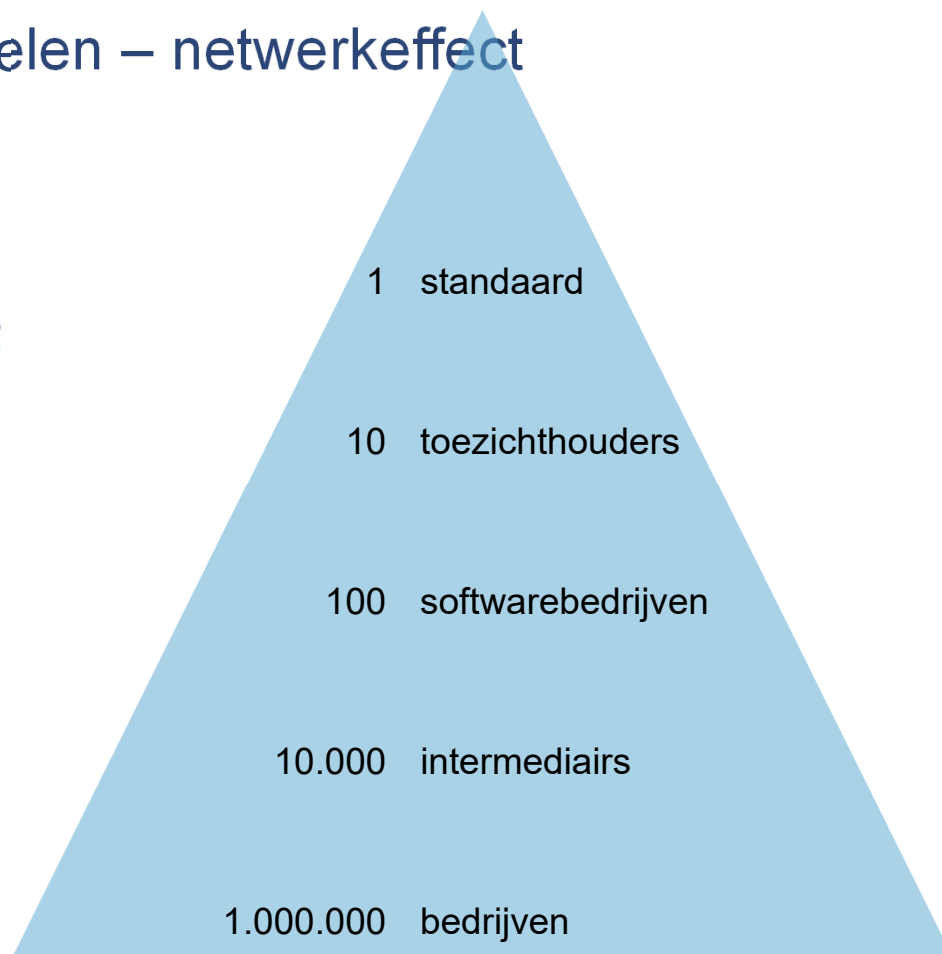 elen – netwerkeffect
1 standaard
10 toezichthouders
100 softwarebedrijven
10.000 intermediairs
1.000.000 bedrijven